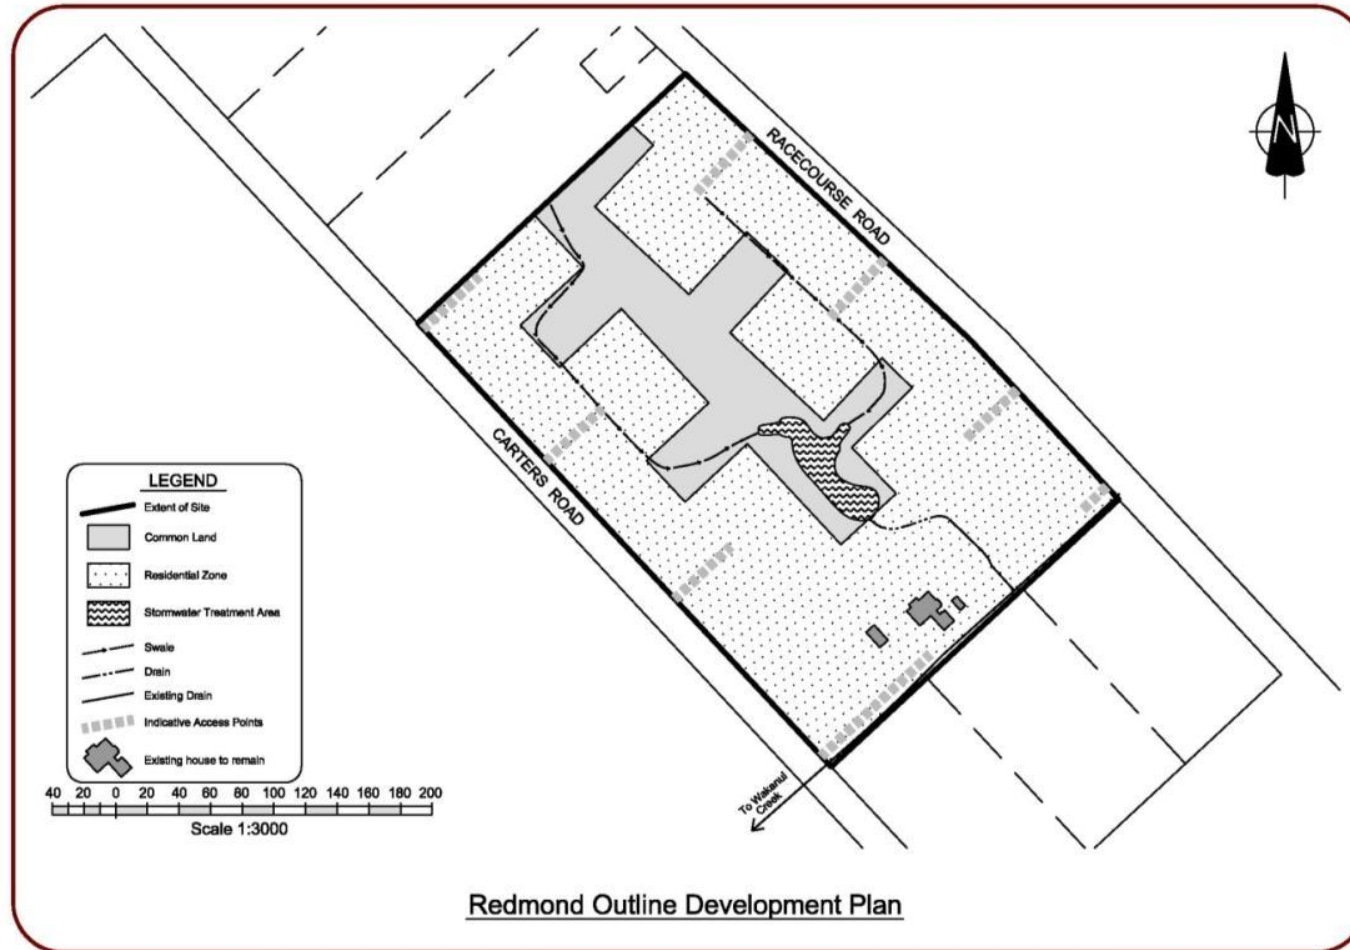 N
RACECOURSE ROAD
CARTERS ROAD
LEGEND
Extent of Site
Common Land
Residential Zone
Stormwater Treatment Area
Swale
Drain
Existing Drain
Indicative Access Points
Existing house to remain
40 20 0 20 40 60 80 100 120 140 160 180 200
Scale 1:3000
To Wakanui
Creek
Redmond Outline Development Plan